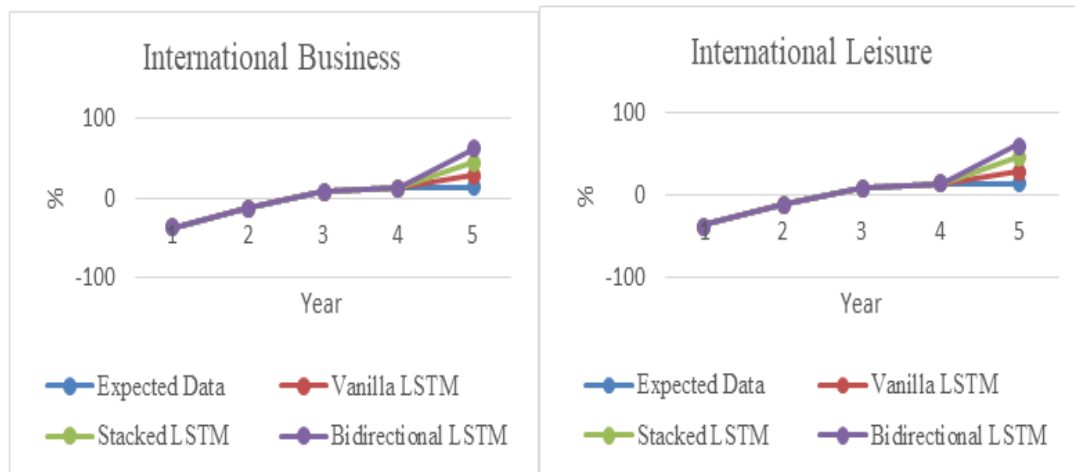 International Business
100
0
-100
%
1 2 3 4 5
Year
Expected Data Vanilla LSTM
Stacked LSTM Bidirectional LSTM
International Leisure
100
0
-100
%
1 2 3 4 5
Year
Expected Data Vanilla LSTM
Stacked LSTM Bidirectional LSTM